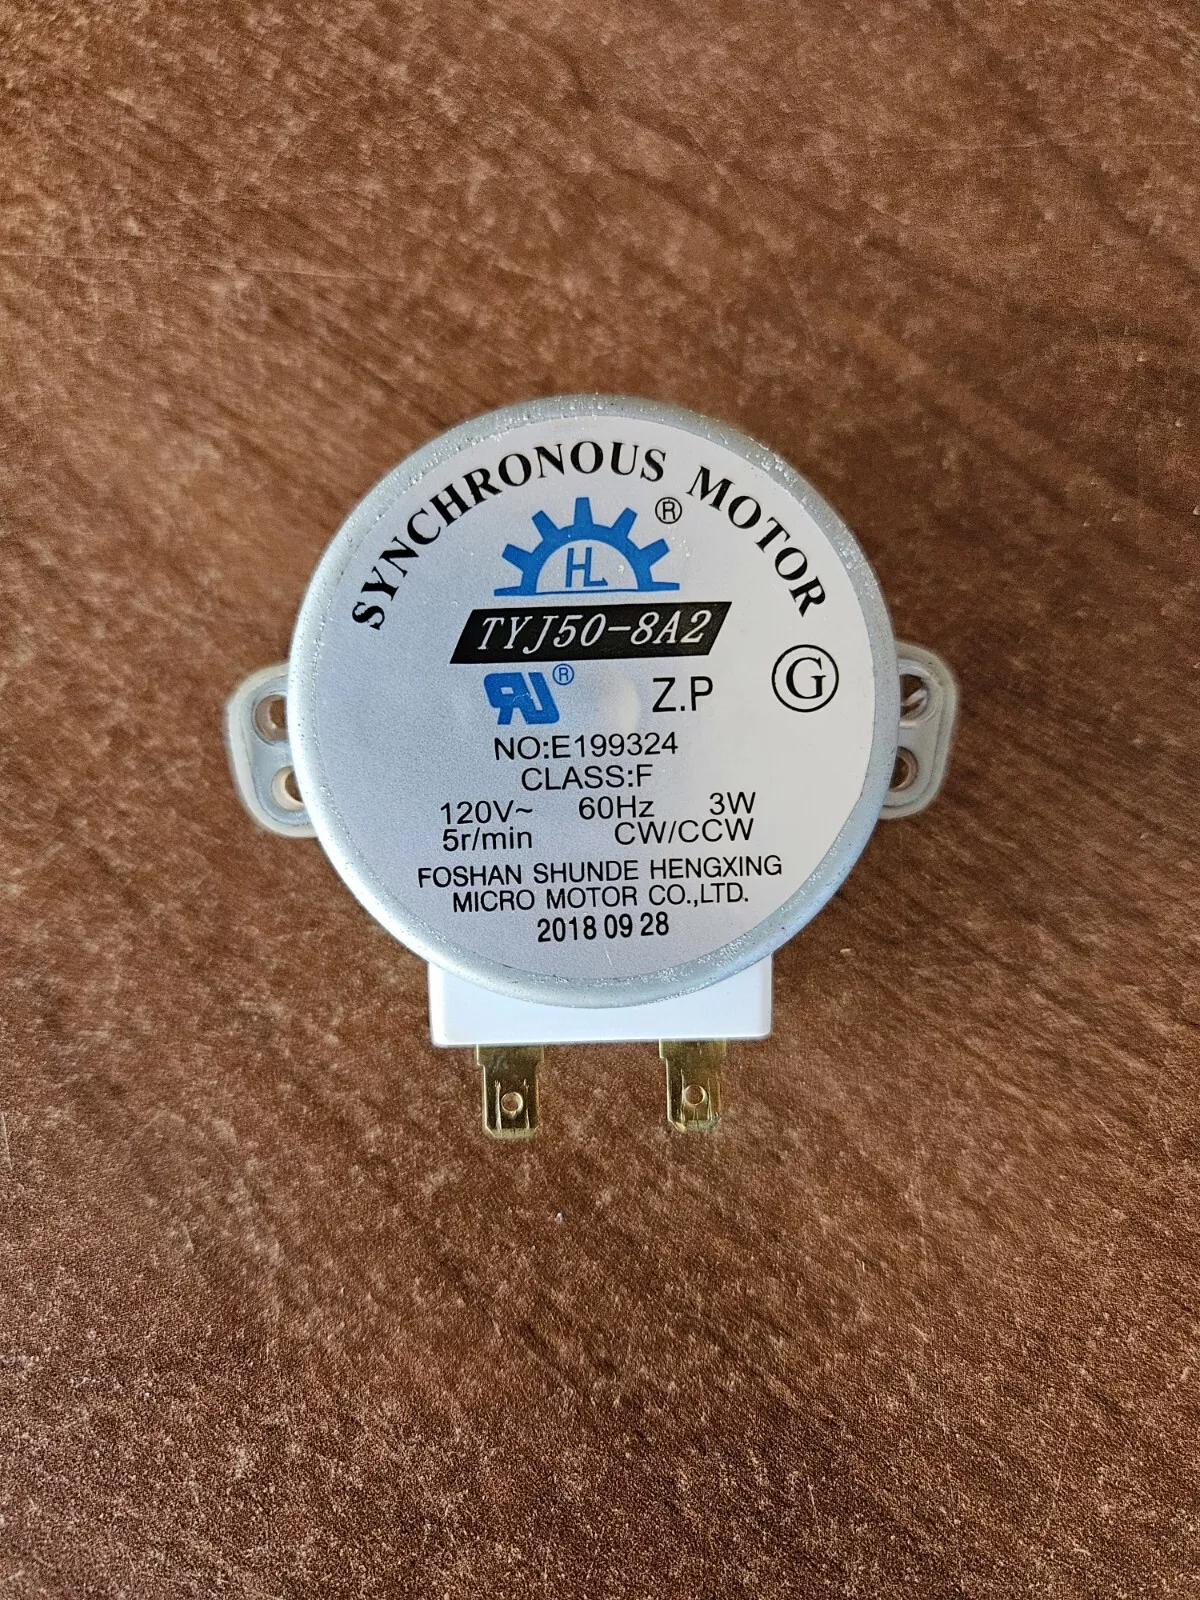 SYNCHRONOUS MOTOR
®
HL
TYJ50-8A2
RU®
Z.P
G
NO:E199324
CLASS:F
120V~ 60Hz 3W
5r/min CW/CCW
FOSHAN SHUNDE HENGXING
MICRO MOTOR CO.,LTD.
2018 09 28